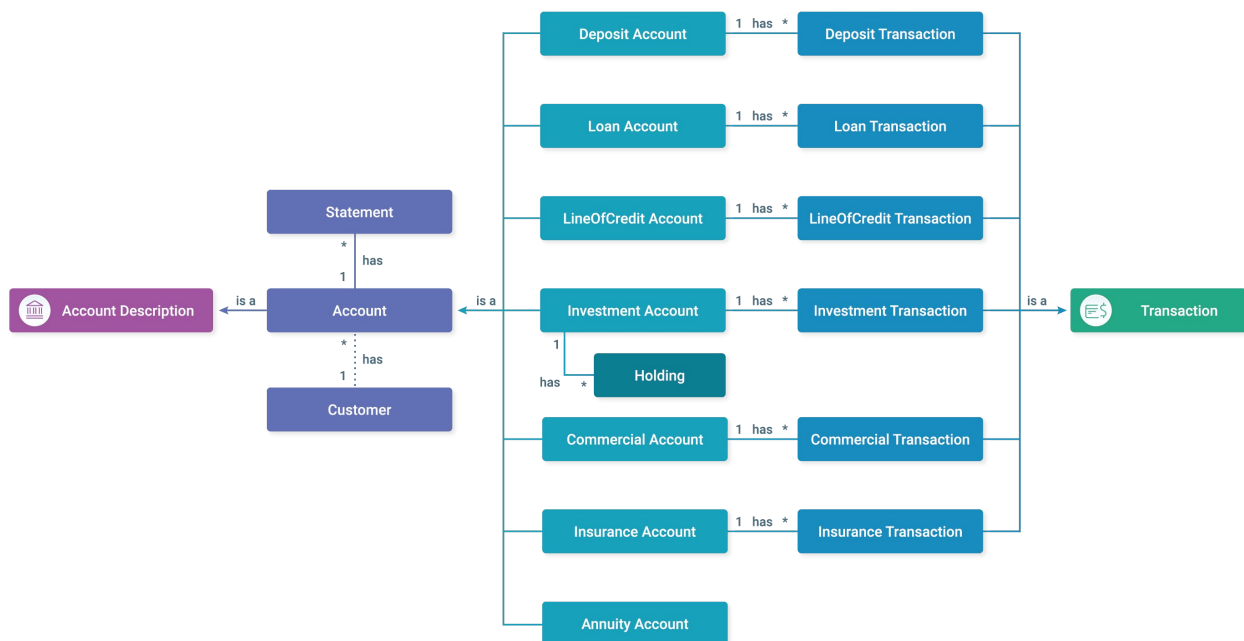 Deposit Account
1 has *
Deposit Transaction
Loan Account
1 has *
Loan Transaction
Statement
*
has
1
LineOfCredit Account
1 has *
LineOfCredit Transaction
Account Description
is a
Account
is a
Investment Account
1 has *
Investment Transaction
is a
Transaction
*
has
1
Customer
1
has *
Holding
Commercial Account
1 has *
Commercial Transaction
Insurance Account
1 has *
Insurance Transaction
Annuity Account